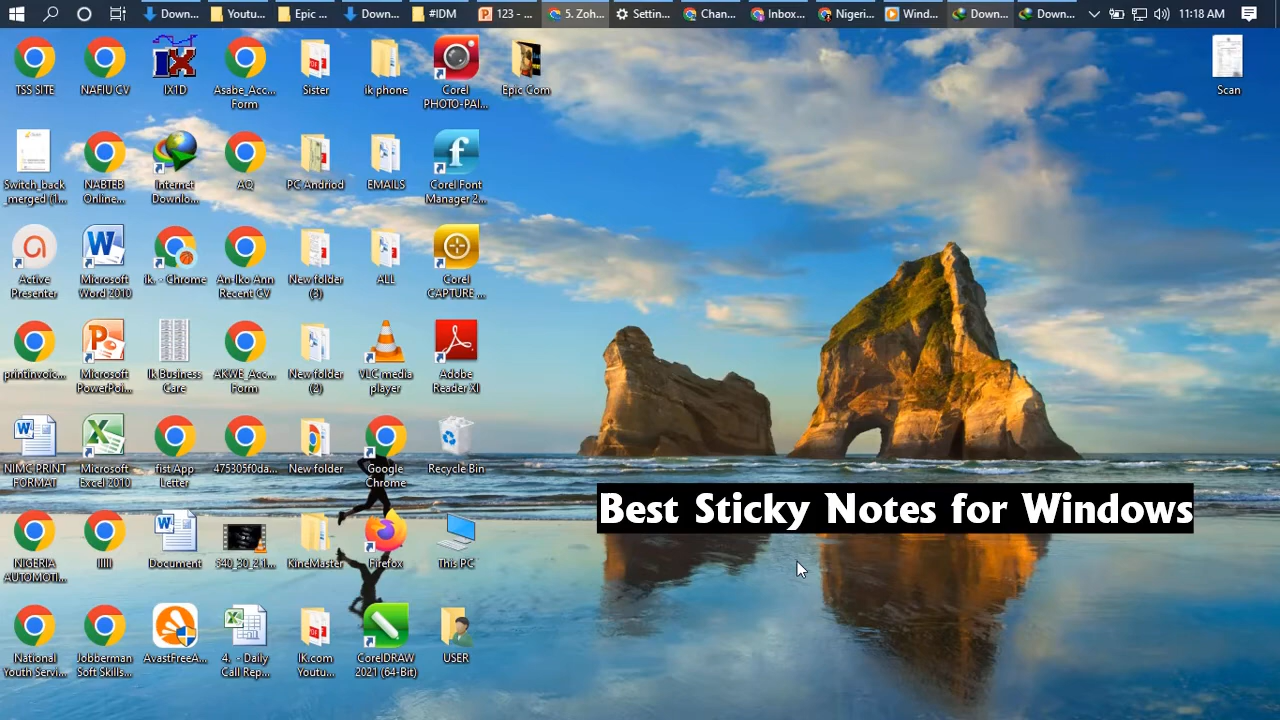 Down...
Youtu...
Epic ...
Down...
#IDM
123 - ...
5. Zoh...
Settin...
Chan...
Inbox...
Nigeri...
Wind...
Down...
Down...
11:18 AM
TSS SITE
NAFIU CV
IX1D
Asabe_Acc...
Form
Sister
ik phone
Corel
PHOTO-PAI...
Epic Com
Scan
Switch_back
_merged (1...
NABTEB
Online...
Internet
Downlo...
AQ
PC Andriod
EMAILS
Corel Font
Manager 2...
Active
Presenter
Microsoft
Word 2010
ik. - Chrome
An-Iko Ann
Recent CV
New folder
(3)
ALL
Corel
CAPTURE ...
printinvoic...
Microsoft
PowerPoi...
Ik Business
Care
AKWE_Acc...
Form
New folder
(2)
VLC media
player
Adobe
Reader XI
NIMC PRINT
FORMAT
Microsoft
Excel 2010
fist App
Letter
475305f0da...
New folder
Google
Chrome
Recycle Bin
Best Sticky Notes for Windows
NIGERIA
AUTOMOTI...
Document
KineMaster
Firefox
This PC
National
Youth Servi...
Jobberman
Soft Skills...
AvastFreeA...
4. - Daily
Call Rep...
IK.com
Youtu...
CorelDRAW
2021 (64-Bit)
USER